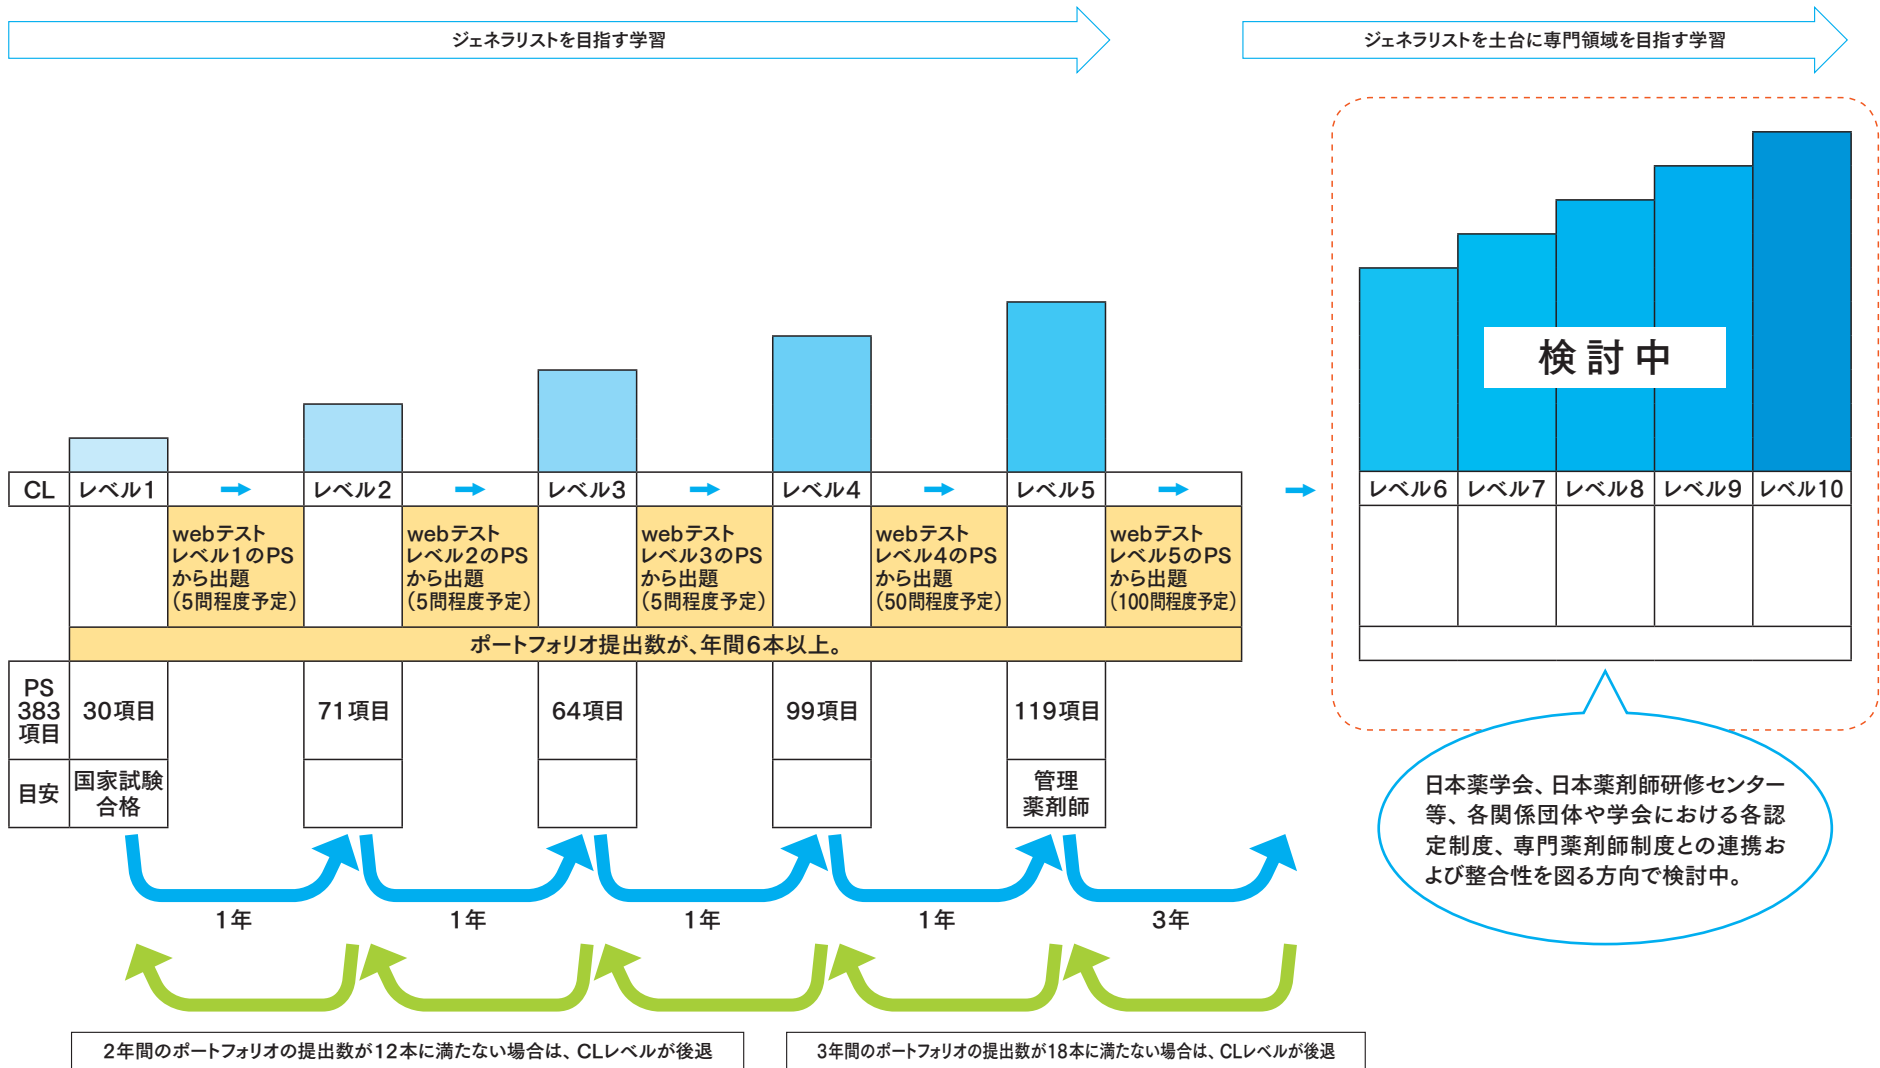 ジェネラリストを目指す学習
ジェネラリストを土台に専門領域を目指す学習
検討中
CL
レベル1
レベル2
レベル3
レベル4
レベル5
レベル6
レベル7
レベル8
レベル9
レベル10
webテスト
レベル1のPS
から出題
(5問程度予定)
webテスト
レベル2のPS
から出題
(5問程度予定)
webテスト
レベル3のPS
から出題
(5問程度予定)
webテスト
レベル4のPS
から出題
(50問程度予定)
webテスト
レベル5のPS
から出題
(100問程度予定)
ポートフォリオ提出数が、年間6本以上。
PS
383
項目
30項目
71項目
64項目
99項目
119項目
目安
国家試験
合格
管理
薬剤師
日本薬学会、日本薬剤師研修センター
等、各関係団体や学会における各認
定制度、専門薬剤師制度との連携お
よび整合性を図る方向で検討中。
1年
1年
1年
1年
3年
2年間のポートフォリオの提出数が12本に満たない場合は、CLレベルが後退
3年間のポートフォリオの提出数が18本に満たない場合は、CLレベルが後退